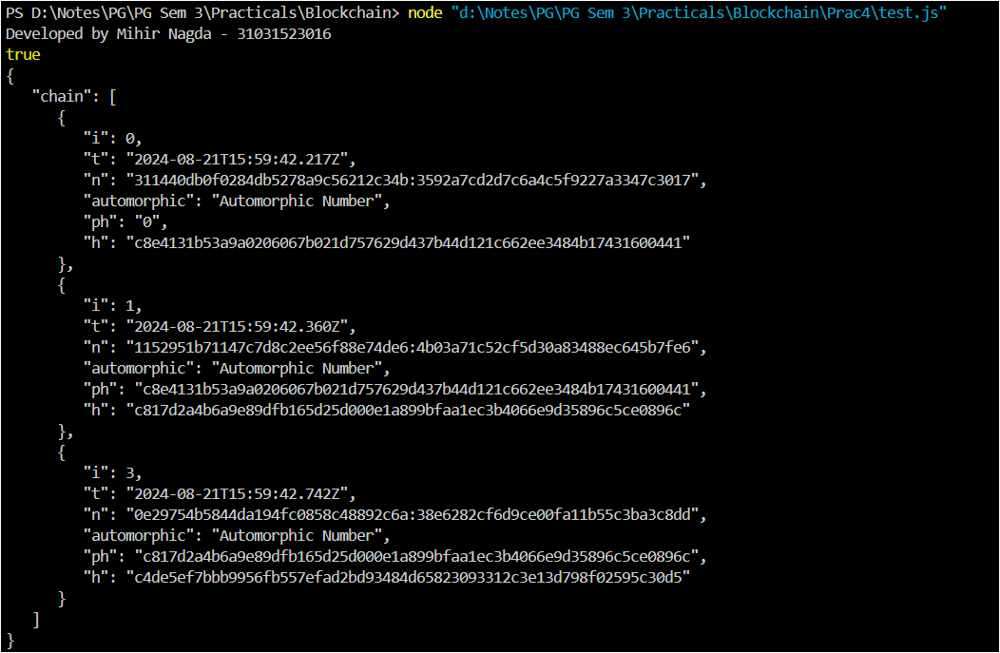 PS D:\Notes\PG\PG Sem 3\Practicals\Blockchain> node "d:\Notes\PG\PG Sem 3\Practicals\Blockchain\Prac4\test.js"
Developed by Mihir Nagda - 31031523016
true
{
   "chain": [
      {
         "i": 0,
         "t": "2024-08-21T15:59:42.217Z",
         "n": "311440db0f0284db5278a9c56212c34b:3592a7cd2d7c6a4c5f9227a3347c3017",
         "automorphic": "Automorphic Number",
         "ph": "0",
         "h": "c8e4131b53a9a0206067b021d757629d437b44d121c662ee3484b17431600441"
      },
      {
         "i": 1,
         "t": "2024-08-21T15:59:42.360Z",
         "n": "1152951b71147c7d8c2ee56f88e74de6:4b03a71c52cf5d30a83488ec645b7fe6",
         "automorphic": "Automorphic Number",
         "ph": "c8e4131b53a9a0206067b021d757629d437b44d121c662ee3484b17431600441",
         "h": "c817d2a4b6a9e89dfb165d25d000e1a899bfaa1ec3b4066e9d35896c5ce0896c"
      },
      {
         "i": 3,
         "t": "2024-08-21T15:59:42.742Z",
         "n": "0e29754b5844da194fc0858c48892c6a:38e6282cf6d9ce00fa11b55c3ba3c8dd",
         "automorphic": "Automorphic Number",
         "ph": "c817d2a4b6a9e89dfb165d25d000e1a899bfaa1ec3b4066e9d35896c5ce0896c",
         "h": "c4de5ef7bbb9956fb557efad2bd93484d65823093312c3e13d798f02595c30d5"
      }
   ]
}